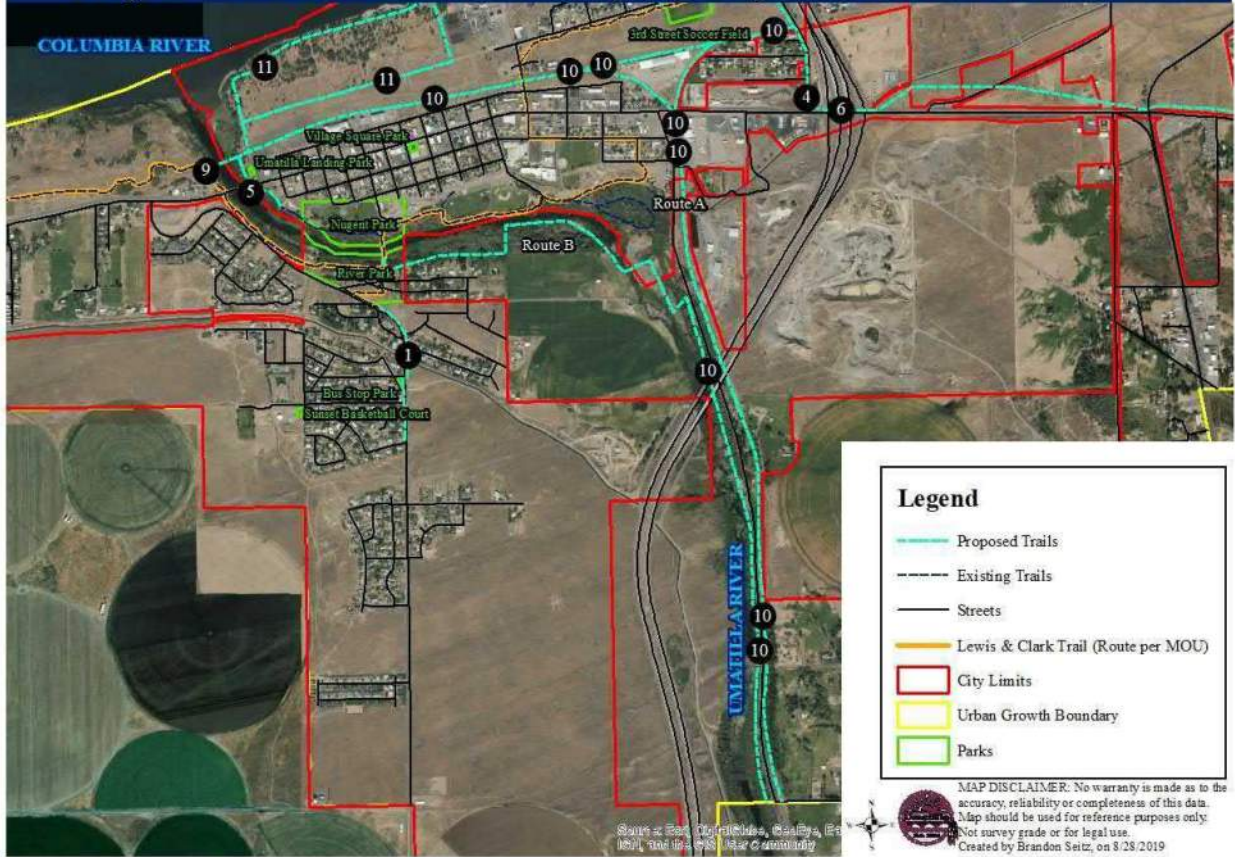 COLUMBIA RIVER
3rd Street Soccer Field
10
11
11
10
10
10
4
6
10
Village Square Park
10
Umatilla Landing Park
9
5
Route A
Nugent Park
Route B
River Park
1
10
Bus Stop Park
Sunset Basketball Court
UMATILLA RIVER
10
10
Legend
Proposed Trails
Existing Trails
Streets
Lewis & Clark Trail (Route per MOU)
City Limits
Urban Growth Boundary
Parks
MAP DISCLAIMER: No warranty is made as to the
accuracy, reliability or completeness of this data.
Map should be used for reference purposes only.
Not survey grade or for legal use.
Created by Brandon Seitz, on 8/28/2019
Source: Esri, DigitalGlobe, GeoEye,
and the GIS User Community